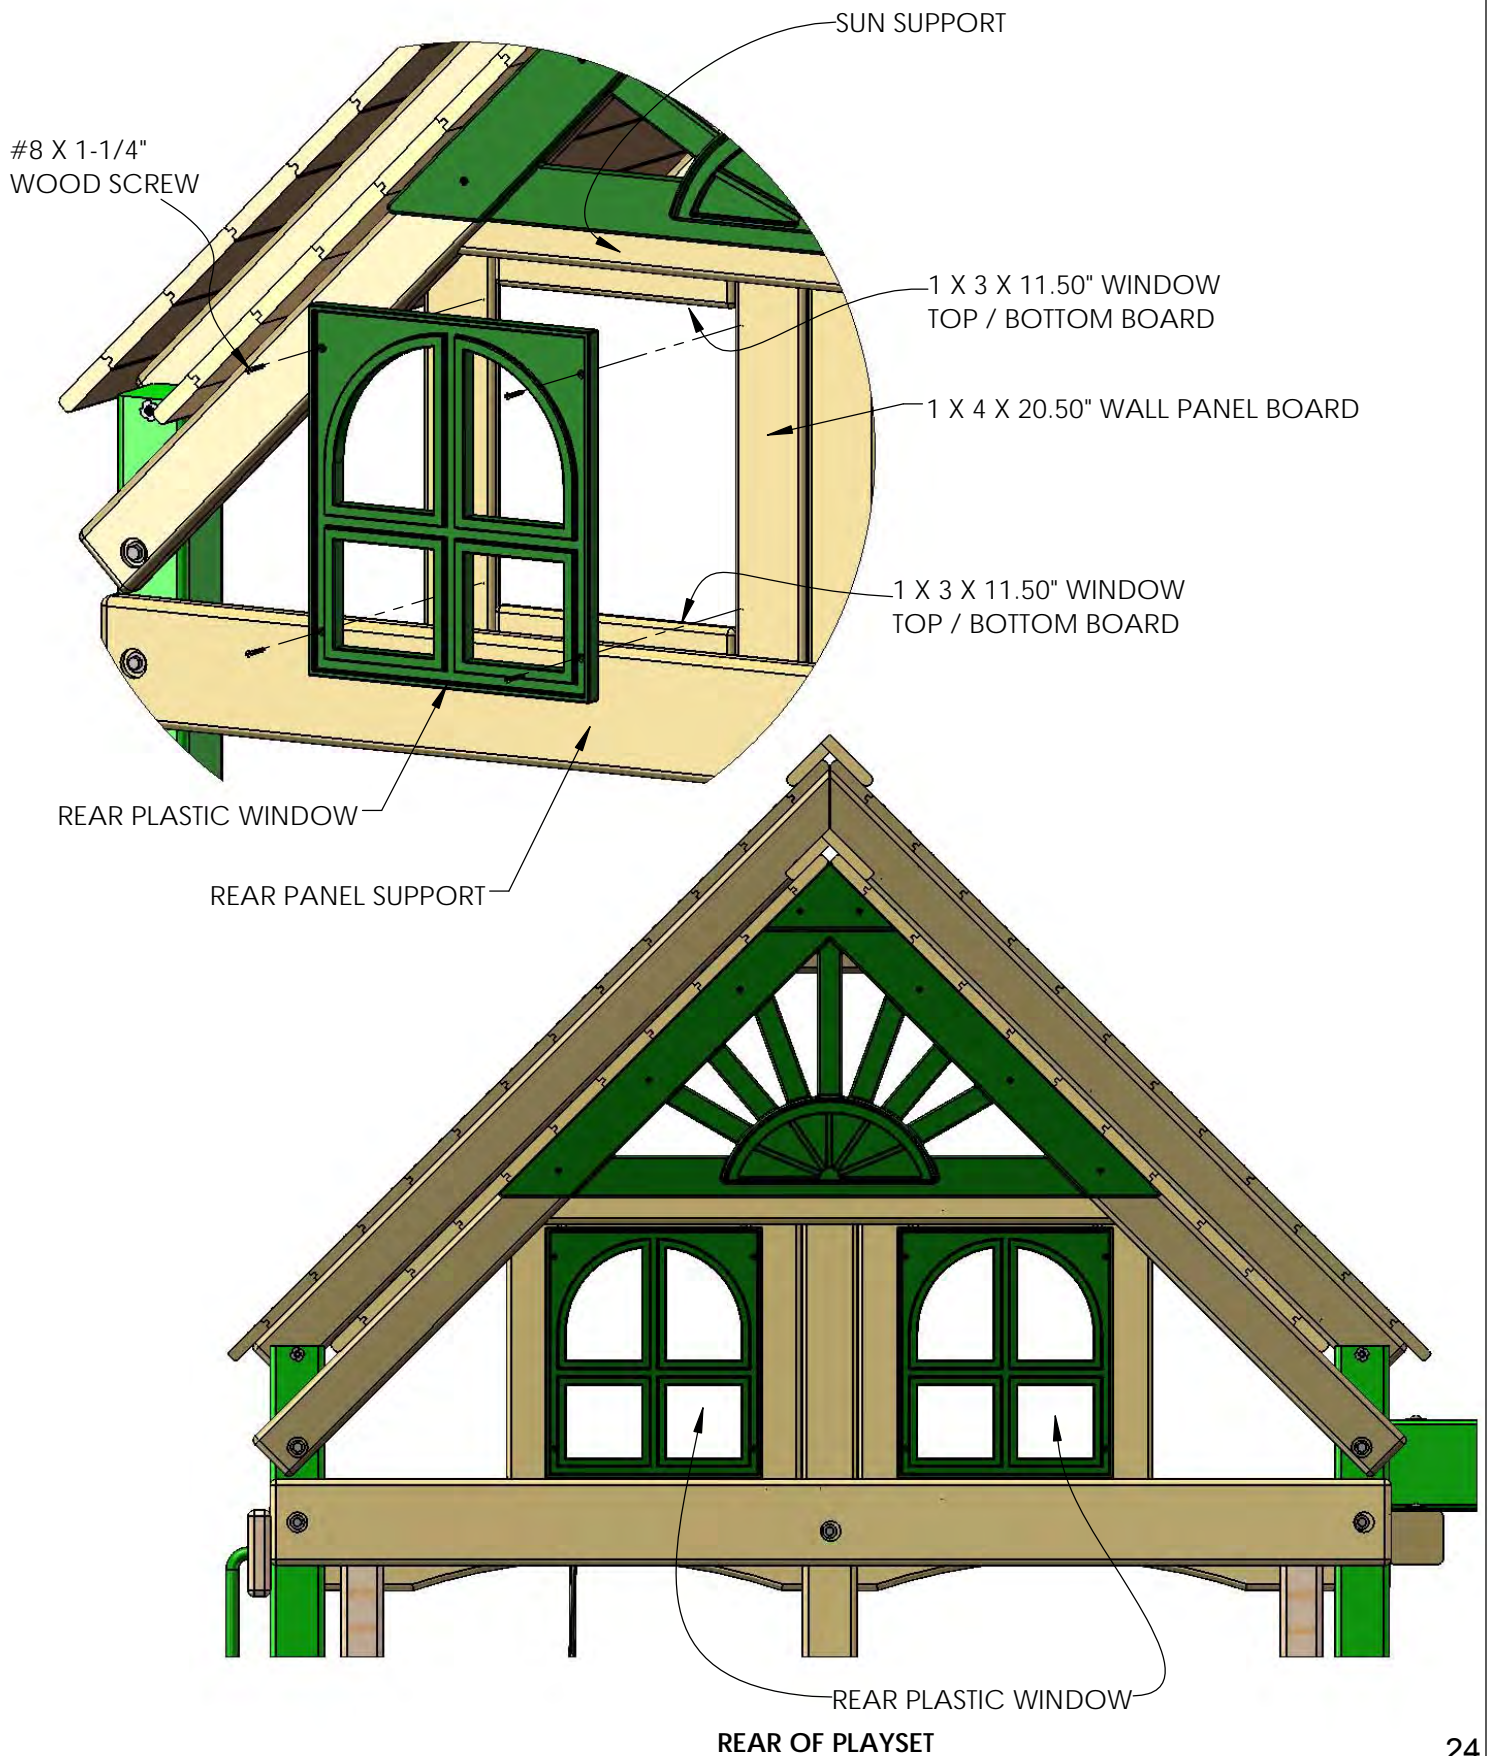 SUN SUPPORT
#8 X 1-1/4"
WOOD SCREW
1 X 3 X 11.50" WINDOW
TOP / BOTTOM BOARD
1 X 4 X 20.50" WALL PANEL BOARD
1 X 3 X 11.50" WINDOW
TOP / BOTTOM BOARD
REAR PLASTIC WINDOW
REAR PANEL SUPPORT
REAR PLASTIC WINDOW
REAR OF PLAYSET
24